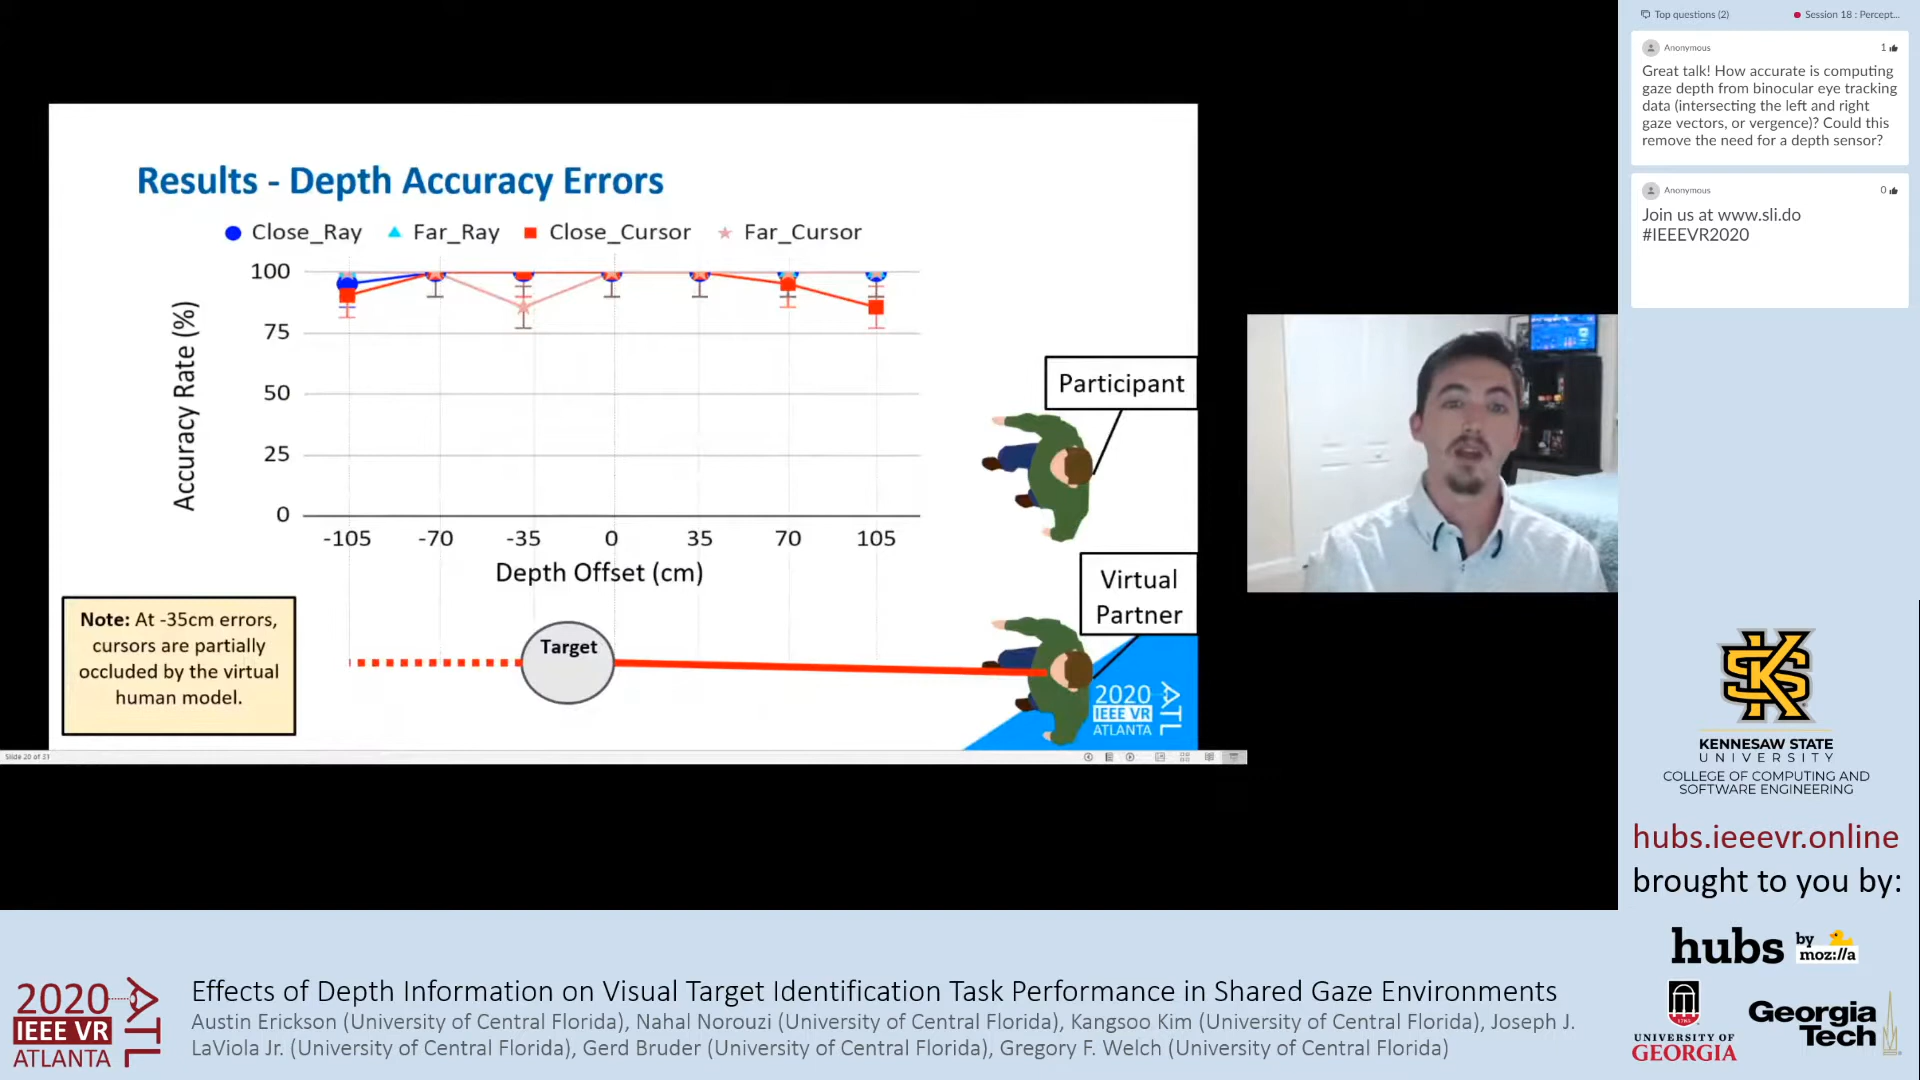 Results - Depth Accuracy Errors
Close_Ray Far_Ray Close_Cursor Far_Cursor
100
75
50
25
0
Accuracy Rate (%)
-105 -70 -35 0 35 70 105
Depth Offset (cm)
Participant
Virtual
Partner
Target
Note: At -35cm errors,
cursors are partially
occluded by the virtual
human model.
2020
IEEE VR
ATLANTA
ATL
Slide 20 of 31
Top questions (2)
Session 18 : Percept...
Anonymous
1
Great talk! How accurate is computing
gaze depth from binocular eye tracking
data (intersecting the left and right
gaze vectors, or vergence)? Could this
remove the need for a depth sensor?
Anonymous
0
Join us at www.sli.do
#IEEEVR2020
KENNESAW STATE
UNIVERSITY
COLLEGE OF COMPUTING AND
SOFTWARE ENGINEERING
hubs.ieeevr.online
brought to you by:
hubs by
moz://a
UNIVERSITY OF
GEORGIA
Georgia
Tech
2020
IEEE VR
ATLANTA
ATL
Effects of Depth Information on Visual Target Identification Task Performance in Shared Gaze Environments
Austin Erickson (University of Central Florida), Nahal Norouzi (University of Central Florida), Kangsoo Kim (University of Central Florida), Joseph J.
LaViola Jr. (University of Central Florida), Gerd Bruder (University of Central Florida), Gregory F. Welch (University of Central Florida)